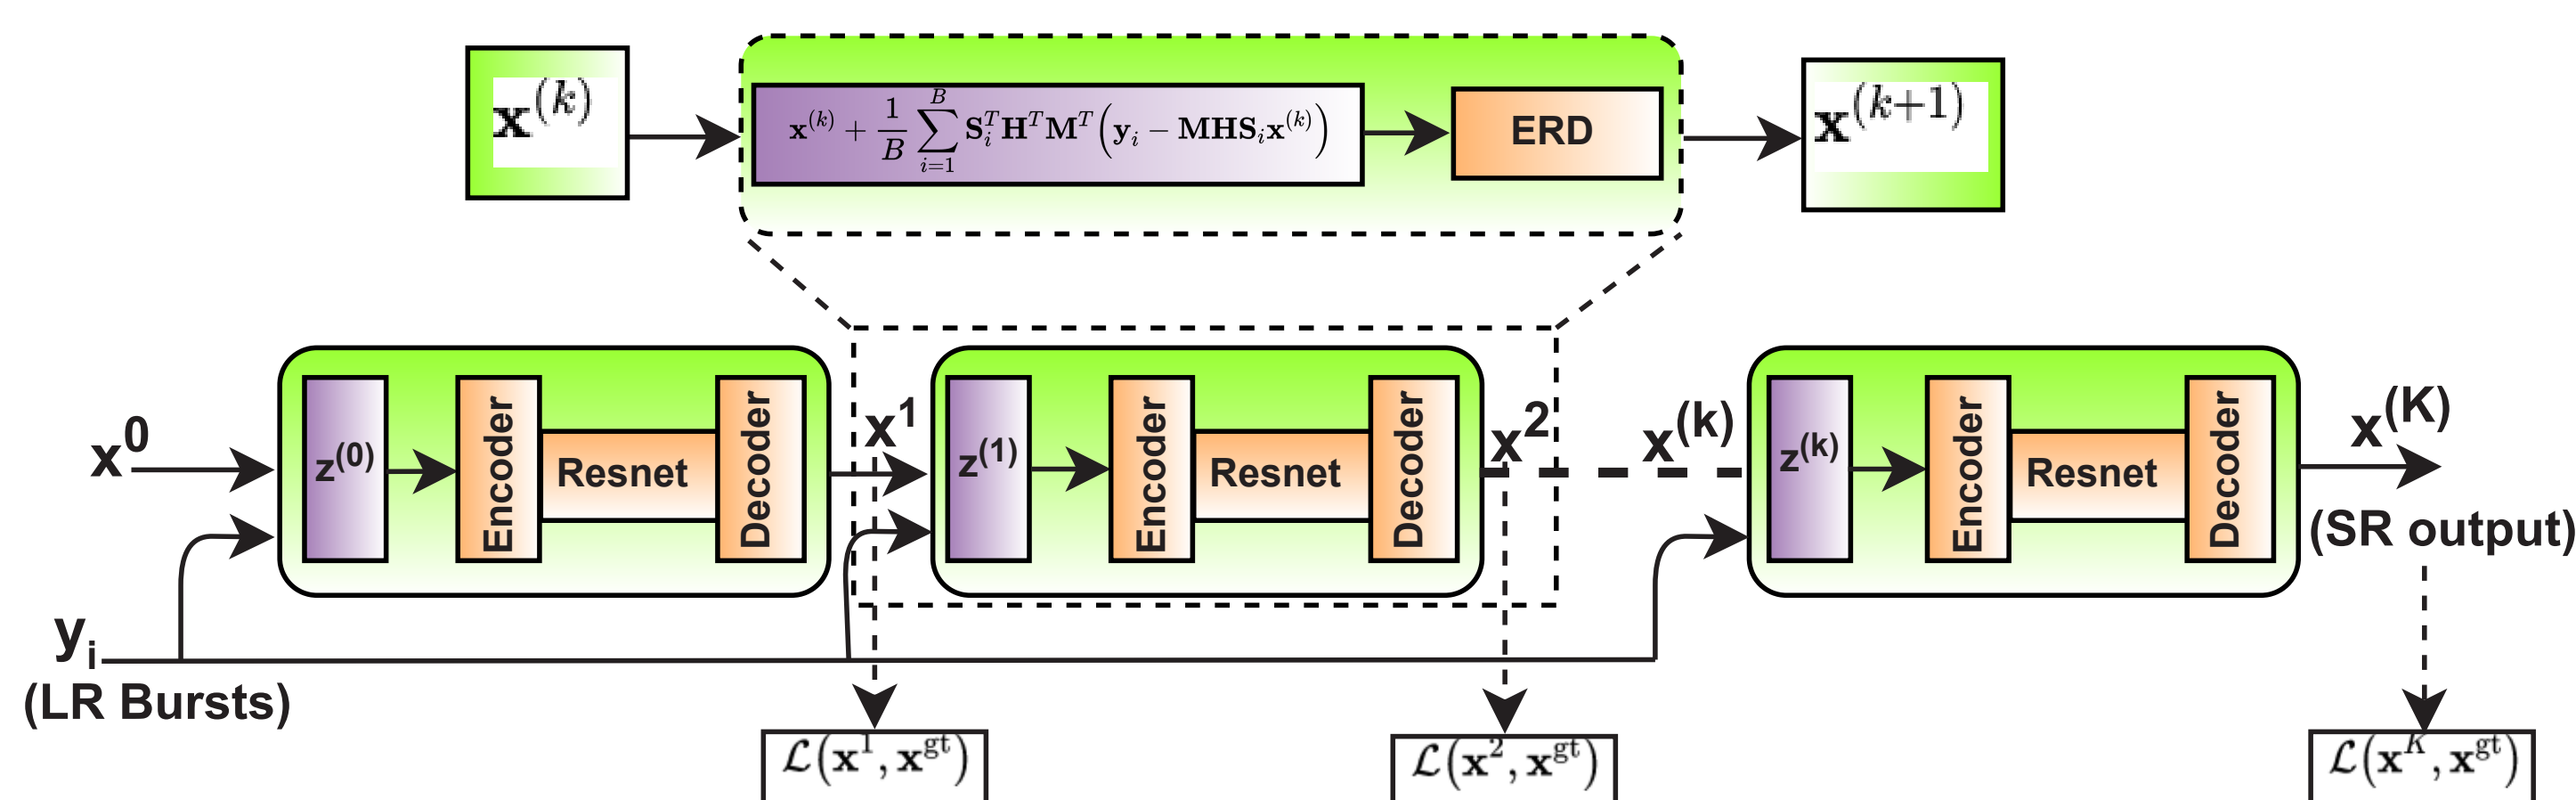 x^(k)
x^(k) + 1/B ∑_{i=1}^{B} S_i^T H^T M^T (y_i − MHS_i x^(k))
ERD
x^(k+1)
x^0
z^(0)
Encoder
Resnet
Decoder
x^1
z^(1)
Encoder
Resnet
Decoder
x^2
x^(k)
z^(k)
Encoder
Resnet
Decoder
x^(K)
(SR output)
y_i
(LR Bursts)
ℒ(x^1, x^gt)
ℒ(x^2, x^gt)
ℒ(x^K, x^gt)